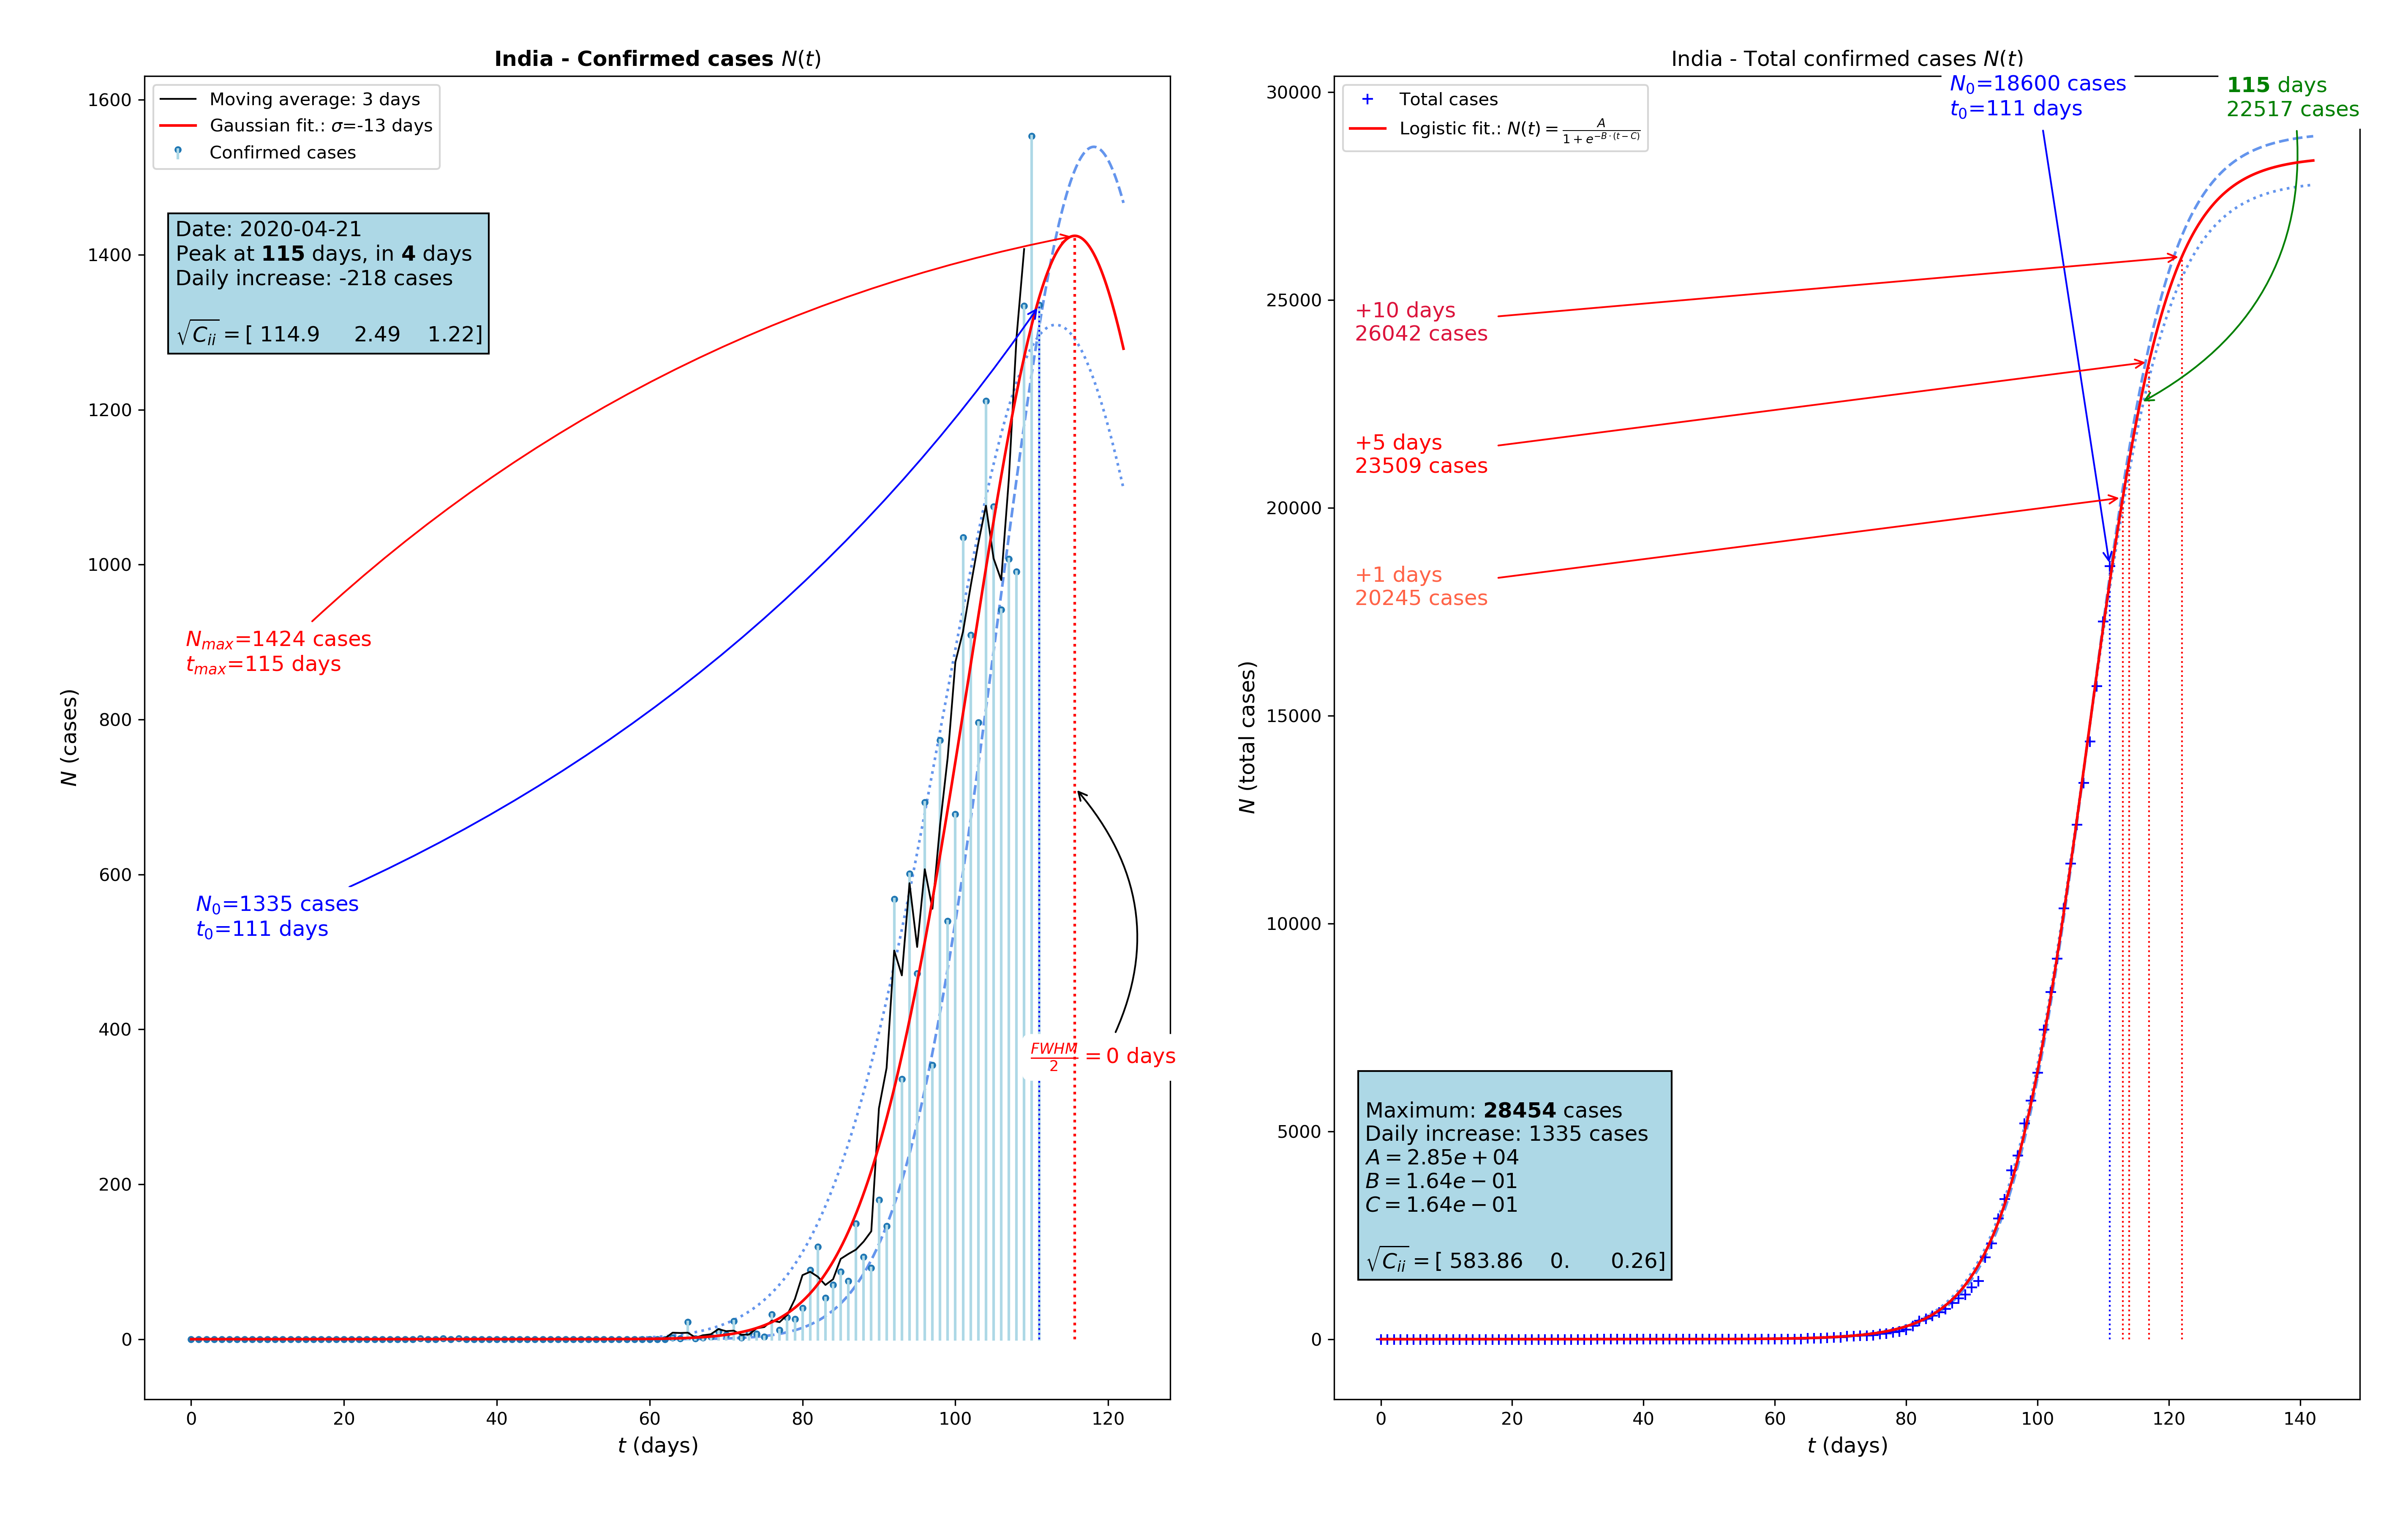 India - Confirmed cases N(t)
Moving average: 3 days
Gaussian fit.: σ=-13 days
Confirmed cases
Date: 2020-04-21
Peak at 115 days, in 4 days
Daily increase: -218 cases
√C_ii = [ 114.9 2.49 1.22]
N_max=1424 cases
t_max=115 days
N_0=1335 cases
t_0=111 days
FWHM/2 = 0 days
N (cases)
1600
1400
1200
1000
800
600
400
200
0
0 20 40 60 80 100 120
t (days)
India - Total confirmed cases N(t)
Total cases
Logistic fit.: N(t) = A/(1+e^{-B·(t-C)})
N_0=18600 cases
t_0=111 days
115 days
22517 cases
+10 days
26042 cases
+5 days
23509 cases
+1 days
20245 cases
Maximum: 28454 cases
Daily increase: 1335 cases
A = 2.85e + 04
B = 1.64e − 01
C = 1.64e − 01
√C_ii = [ 583.86 0. 0.26]
N (total cases)
30000
25000
20000
15000
10000
5000
0
0 20 40 60 80 100 120 140
t (days)